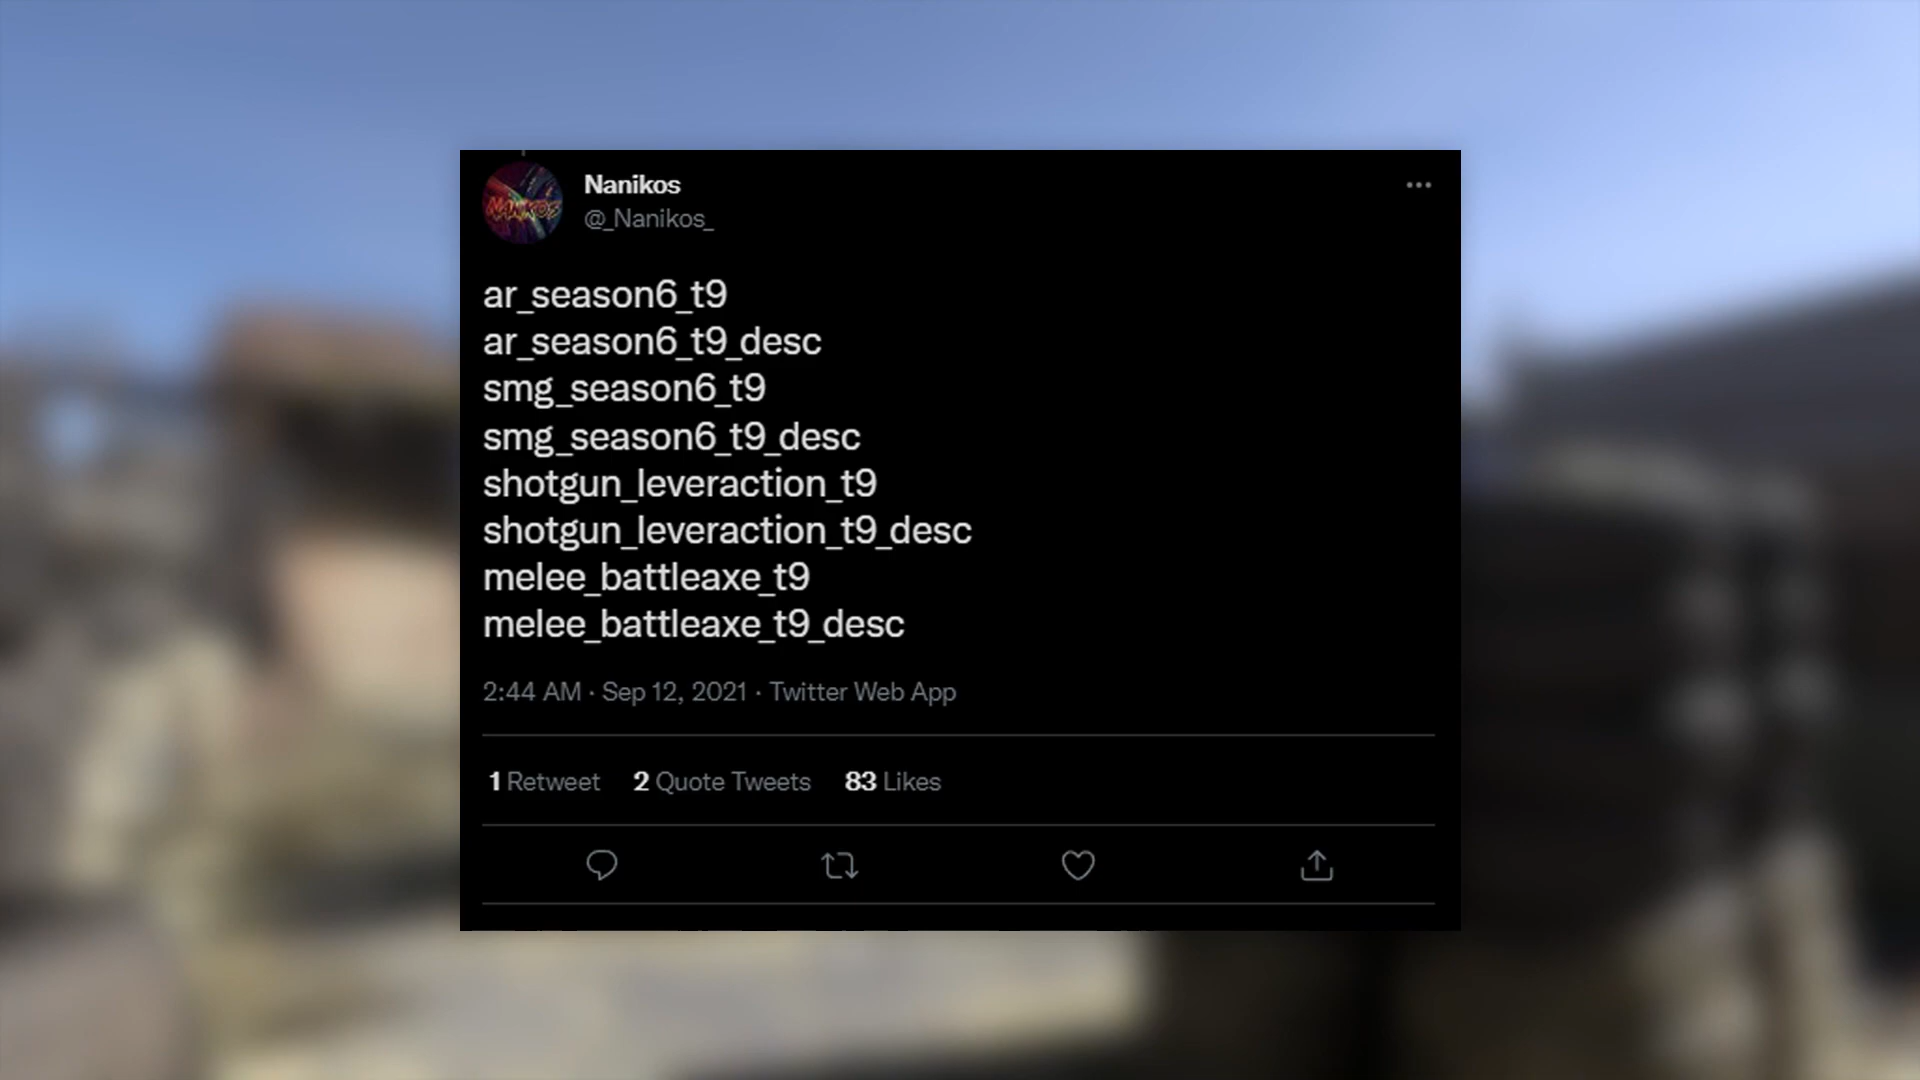 NANIKOS
Nanikos
@_Nanikos_
ar_season6_t9
ar_season6_t9_desc
smg_season6_t9
smg_season6_t9_desc
shotgun_leveraction_t9
shotgun_leveraction_t9_desc
melee_battleaxe_t9
melee_battleaxe_t9_desc
2:44 AM · Sep 12, 2021 · Twitter Web App
1 Retweet 2 Quote Tweets 83 Likes